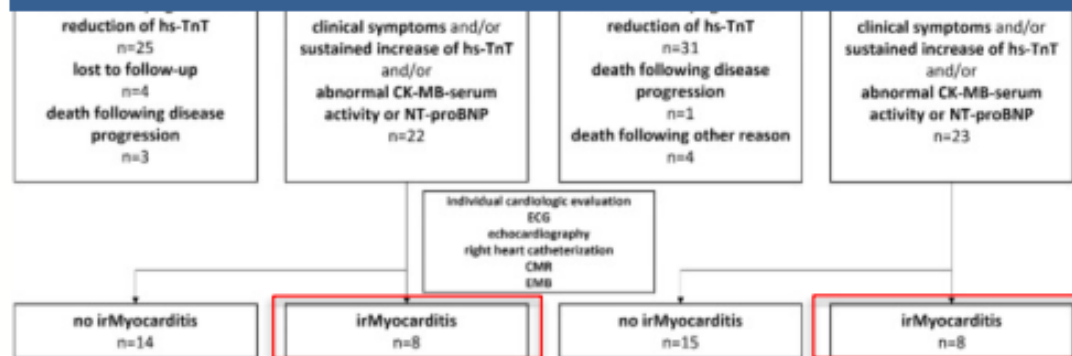 reduction of hs-TnT
n=25
lost to follow-up
n=4
death following disease
progression
n=3
clinical symptoms and/or
sustained increase of hs-TnT
and/or
abnormal CK-MB-serum
activity or NT-proBNP
n=22
reduction of hs-TnT
n=31
death following disease
progression
n=1
death following other reason
n=4
clinical symptoms and/or
sustained increase of hs-TnT
and/or
abnormal CK-MB-serum
activity or NT-proBNP
n=23
individual cardiologic evaluation
ECG
echocardiography
right heart catheterization
CMR
EMB
no irMyocarditis
n=14
irMyocarditis
n=8
no irMyocarditis
n=15
irMyocarditis
n=8